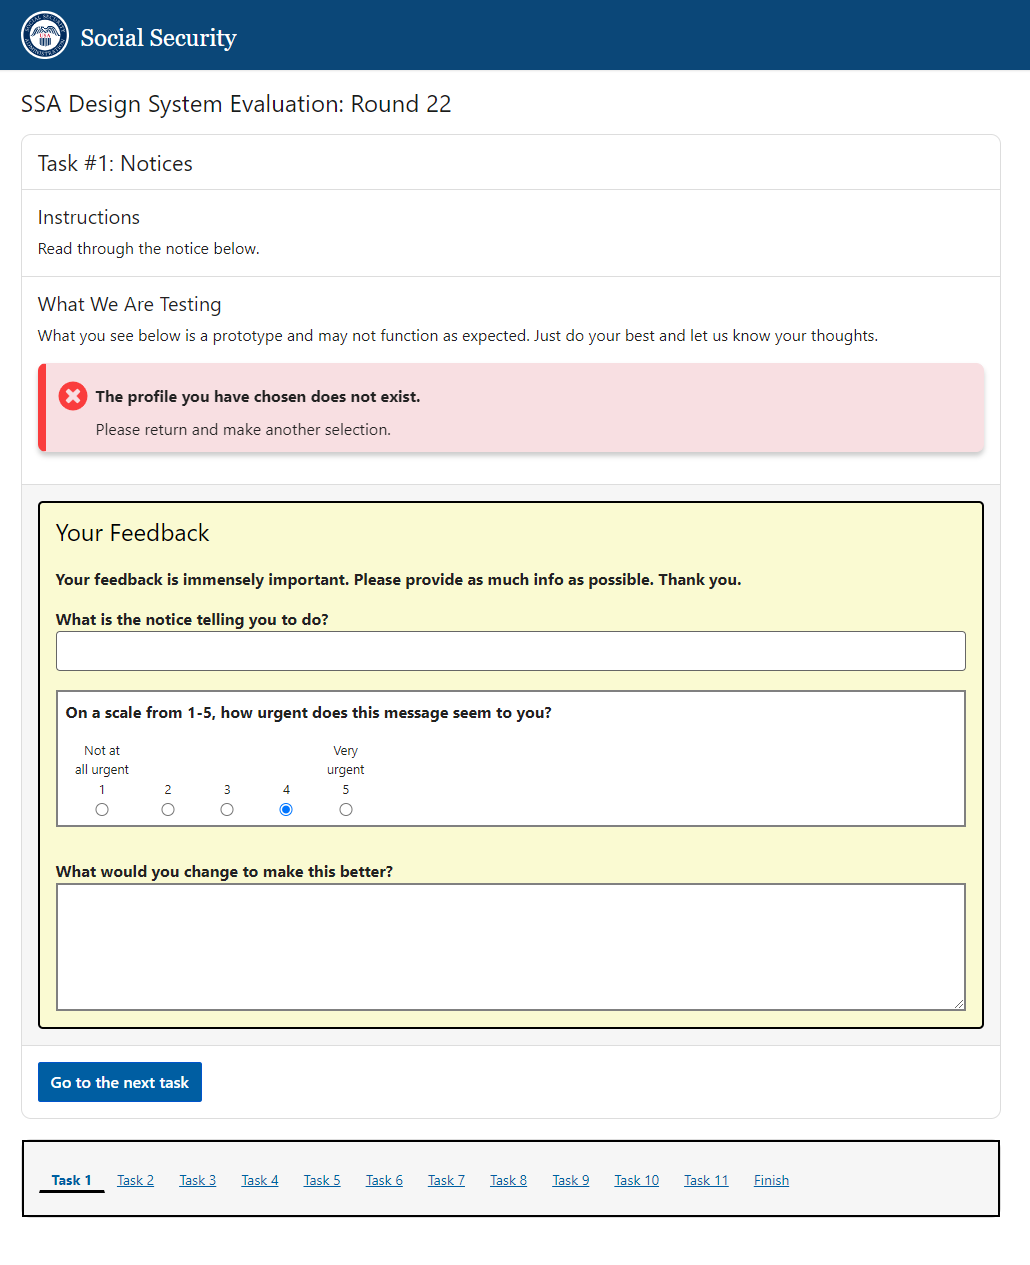 Social Security
SSA Design System Evaluation: Round 22
Task #1: Notices
Instructions
Read through the notice below.
What We Are Testing
What you see below is a prototype and may not function as expected. Just do your best and let us know your thoughts.
The profile you have chosen does not exist.
Please return and make another selection.
Your Feedback
Your feedback is immensely important. Please provide as much info as possible. Thank you.
What is the notice telling you to do?
On a scale from 1-5, how urgent does this message seem to you?
Not at Very
all urgent urgent
1 2 3 4 5
What would you change to make this better?
Go to the next task
Task 1 Task 2 Task 3 Task 4 Task 5 Task 6 Task 7 Task 8 Task 9 Task 10 Task 11 Finish